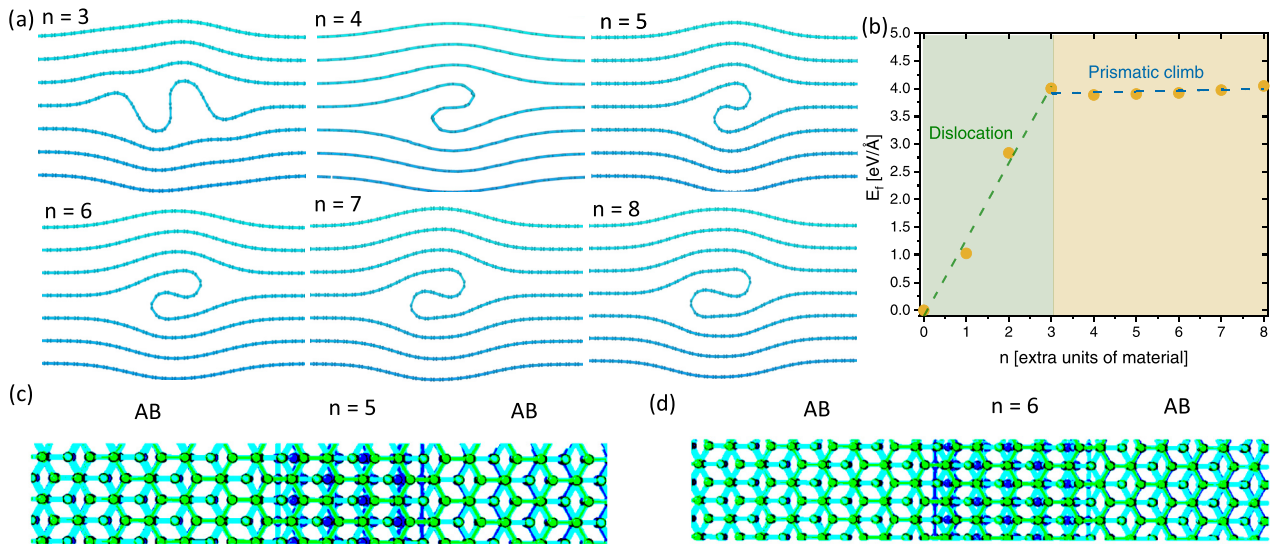 (a)
n = 3
n = 4
n = 5
n = 6
n = 7
n = 8
(b)
5.0
4.5
4.0
3.5
3.0
2.5
2.0
1.5
1.0
0.5
0.0
E_f [eV/Å]
Prismatic climb
Dislocation
0 1 2 3 4 5 6 7 8
n [extra units of material]
(c)
AB n = 5 AB
(d)
AB n = 6 AB